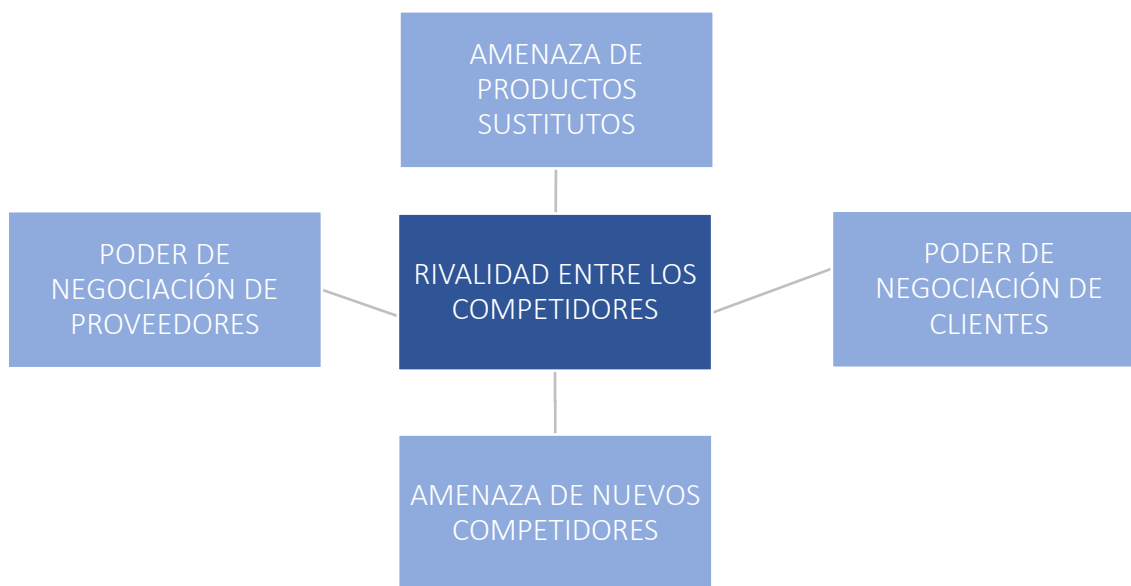 AMENAZA DE
PRODUCTOS
SUSTITUTOS
PODER DE
NEGOCIACIÓN DE
PROVEEDORES
RIVALIDAD ENTRE LOS
COMPETIDORES
PODER DE
NEGOCIACIÓN DE
CLIENTES
AMENAZA DE NUEVOS
COMPETIDORES